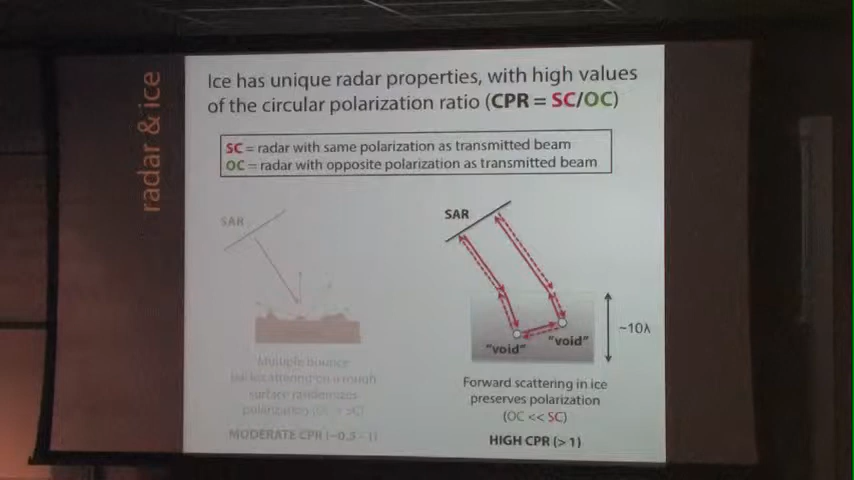 radar & ice
Ice has unique radar properties, with high values
of the circular polarization ratio (CPR = SC/OC)
SC = radar with same polarization as transmitted beam
OC = radar with opposite polarization as transmitted beam
SAR
Multiple bounce
backscattering on a rough
surface randomizes
polarization
MODERATE CPR (~0.5 - 1)
SAR
"void"
"void"
~10λ
Forward scattering in ice
preserves polarization
(OC << SC)
HIGH CPR (> 1)